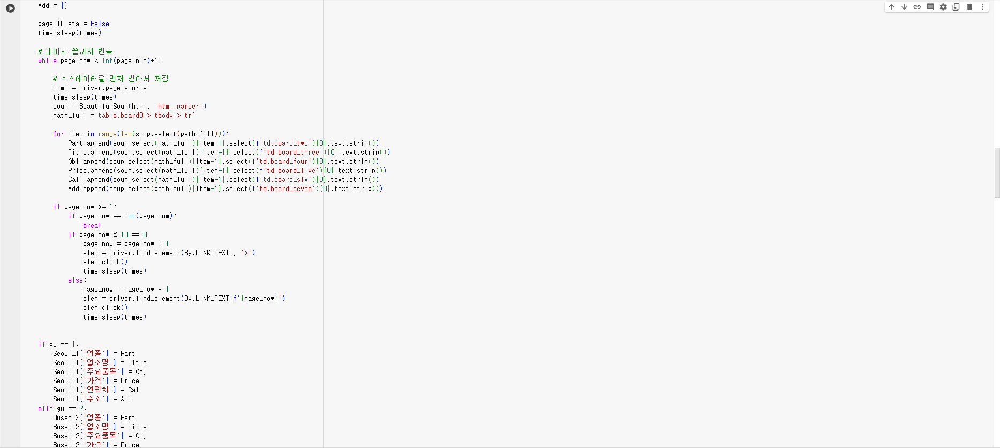 Add = []
page_10_sta = False
time.sleep(times)
# 페이지 끝까지 반복
while page_now < int(page_num)+1:
# 소스데이터를 먼저 받아서 저장
html = driver.page_source
time.sleep(times)
soup = BeautifulSoup(html, 'html.parser')
path_full ='table.board3 > tbody > tr'
for item in range(len(soup.select(path_full))):
Part.append(soup.select(path_full)[item-1].select(f'td.board_two')[0].text.strip())
Title.append(soup.select(path_full)[item-1].select(f'td.board_three')[0].text.strip())
Obj.append(soup.select(path_full)[item-1].select(f'td.board_four')[0].text.strip())
Price.append(soup.select(path_full)[item-1].select(f'td.board_five')[0].text.strip())
Call.append(soup.select(path_full)[item-1].select(f'td.board_six')[0].text.strip())
Add.append(soup.select(path_full)[item-1].select(f'td.board_seven')[0].text.strip())
if page_now >= 1:
if page_now == int(page_num):
break
if page_now % 10 == 0:
page_now = page_now + 1
elem = driver.find_element(By.LINK_TEXT , '>')
elem.click()
time.sleep(times)
else:
page_now = page_now + 1
elem = driver.find_element(By.LINK_TEXT,f'{page_now}')
elem.click()
time.sleep(times)
if gu == 1:
Seoul_1['업종'] = Part
Seoul_1['업소명'] = Title
Seoul_1['주요품목'] = Obj
Seoul_1['가격'] = Price
Seoul_1['연락처'] = Call
Seoul_1['주소'] = Add
elif gu == 2:
Busan_2['업종'] = Part
Busan_2['업소명'] = Title
Busan_2['주요품목'] = Obj
Busan_2['가격'] = Price